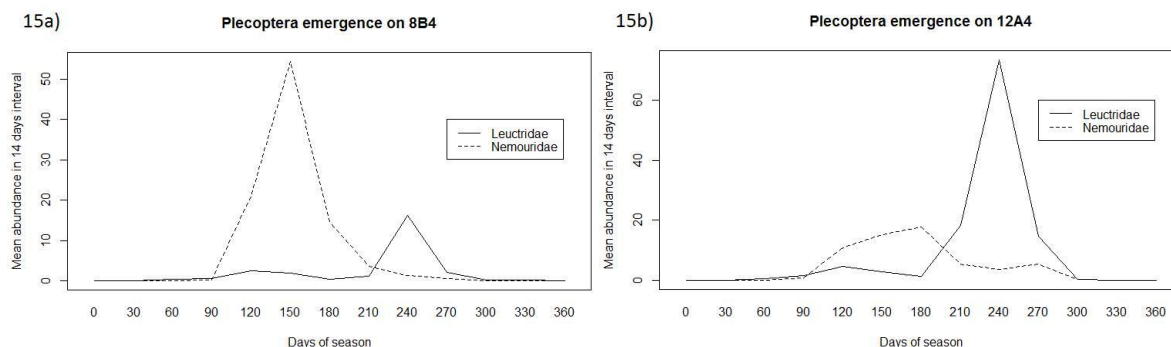 15a)
Plecoptera emergence on 8B4
Mean abundance in 14 days interval
50
40
30
20
10
0
Leuctridae
Nemouridae
0 30 60 90 120 150 180 210 240 270 300 330 360
Days of season
15b)
Plecoptera emergence on 12A4
Mean abundance in 14 days interval
60
40
20
0
Leuctridae
Nemouridae
0 30 60 90 120 150 180 210 240 270 300 330 360
Days of season